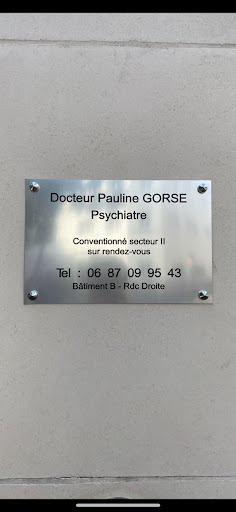 Docteur Pauline GORSE
Psychiatre
Conventionné secteur II
sur rendez-vous
Tel : 06 87 09 95 43
Bâtiment B - Rdc Droite